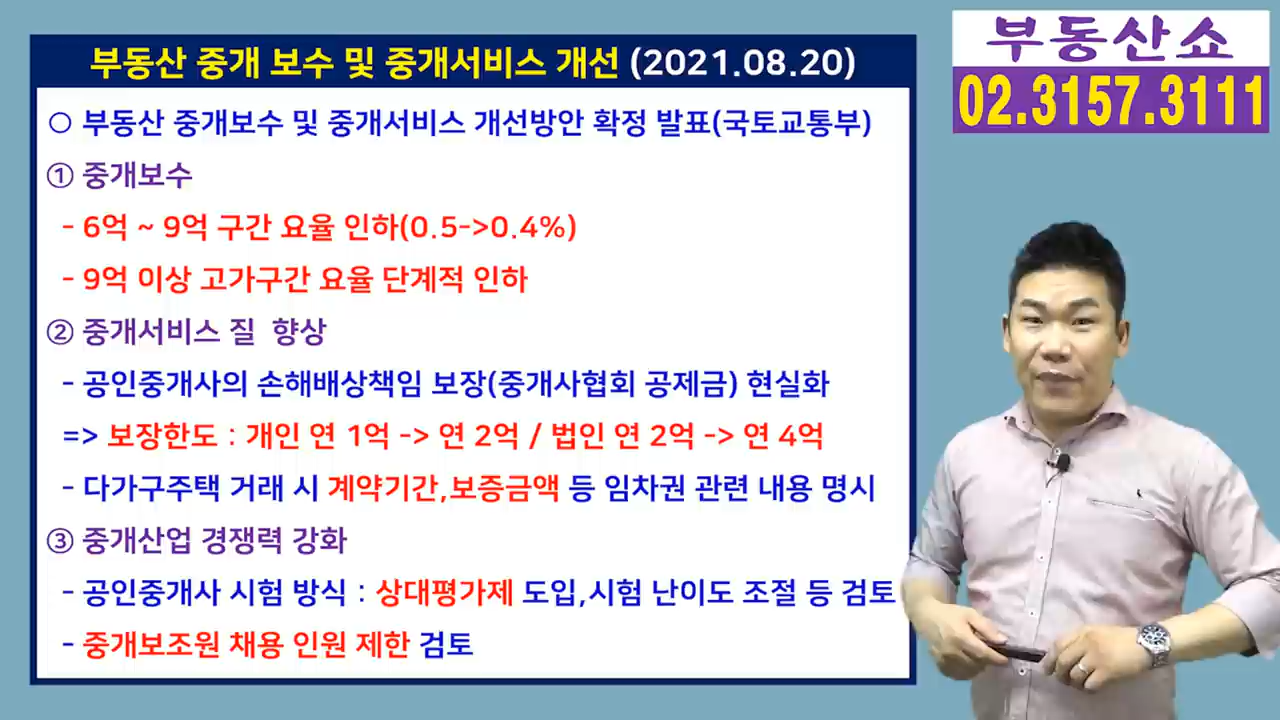 부동산 중개 보수 및 중개서비스 개선 (2021.08.20)
○ 부동산 중개보수 및 중개서비스 개선방안 확정 발표(국토교통부)
① 중개보수
- 6억 ~ 9억 구간 요율 인하(0.5->0.4%)
- 9억 이상 고가구간 요율 단계적 인하
② 중개서비스 질 향상
- 공인중개사의 손해배상책임 보장(중개사협회 공제금) 현실화
=> 보장한도 : 개인 연 1억 -> 연 2억 / 법인 연 2억 -> 연 4억
- 다가구주택 거래 시 계약기간,보증금액 등 임차권 관련 내용 명시
③ 중개산업 경쟁력 강화
- 공인중개사 시험 방식 : 상대평가제 도입,시험 난이도 조절 등 검토
- 중개보조원 채용 인원 제한 검토
부동산쇼
02.3157.3111